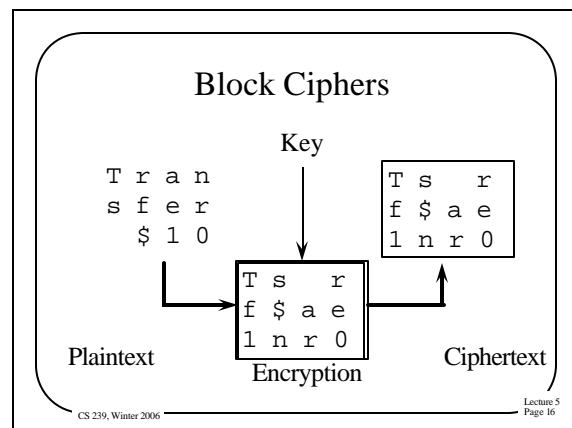 Block Ciphers
Key
T r a n
s f e r
$ 1 0
T s r
f $ a e
1 n r 0
T s r
f $ a e
1 n r 0
Plaintext
Encryption
Ciphertext
CS 239, Winter 2006
Lecture 5
Page 16